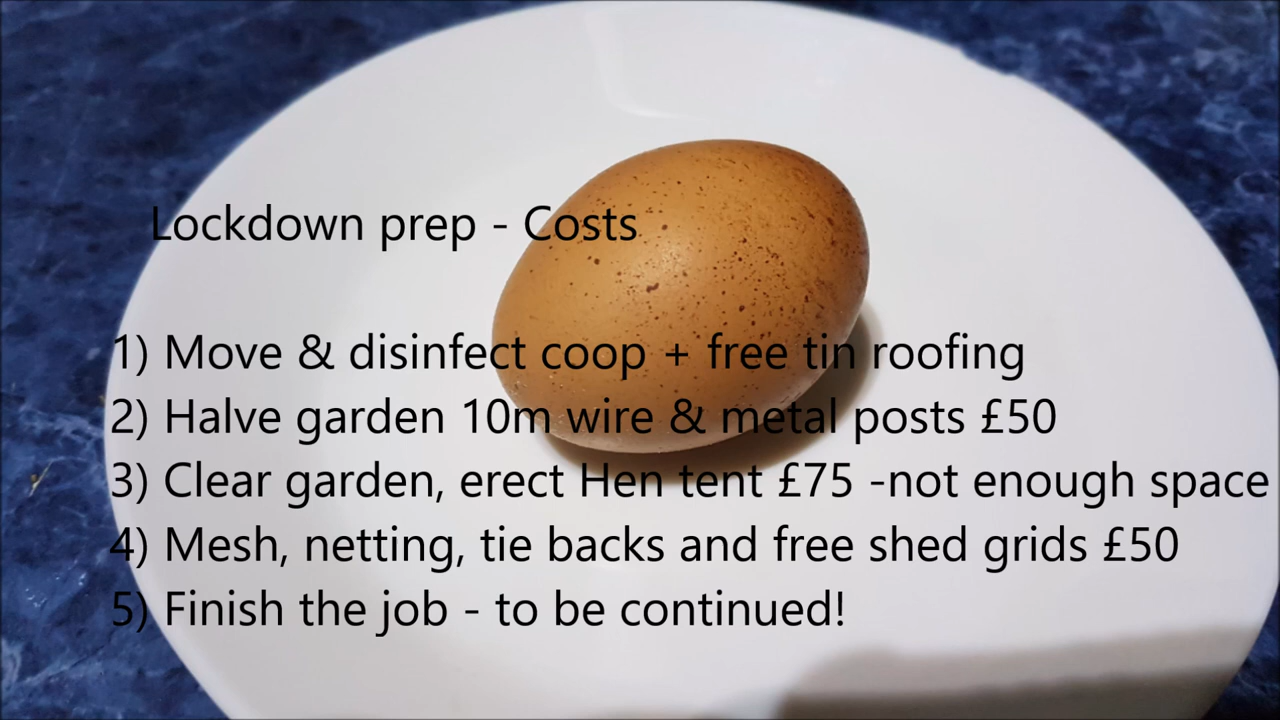 Lockdown prep - Costs
1) Move & disinfect coop + free tin roofing
2) Halve garden 10m wire & metal posts £50
3) Clear garden, erect Hen tent £75 -not enough space
4) Mesh, netting, tie backs and free shed grids £50
5) Finish the job - to be continued!